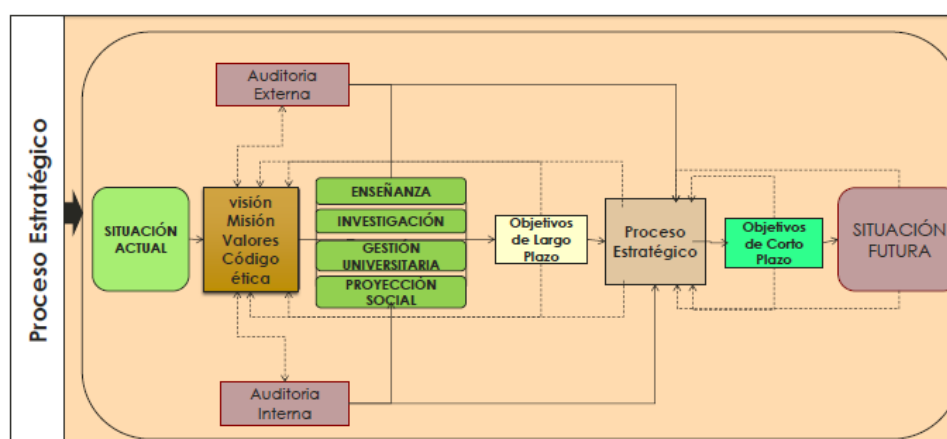 Proceso Estratégico
Auditoria
Externa
SITUACIÓN
ACTUAL
visión
Misión
Valores
Código
ética
ENSEÑANZA
INVESTIGACIÓN
GESTIÓN
UNIVERSITARIA
PROYECCIÓN
SOCIAL
Objetivos
de Largo
Plazo
Proceso
Estratégico
Objetivos
de Corto
Plazo
SITUACIÓN
FUTURA
Auditoria
Interna